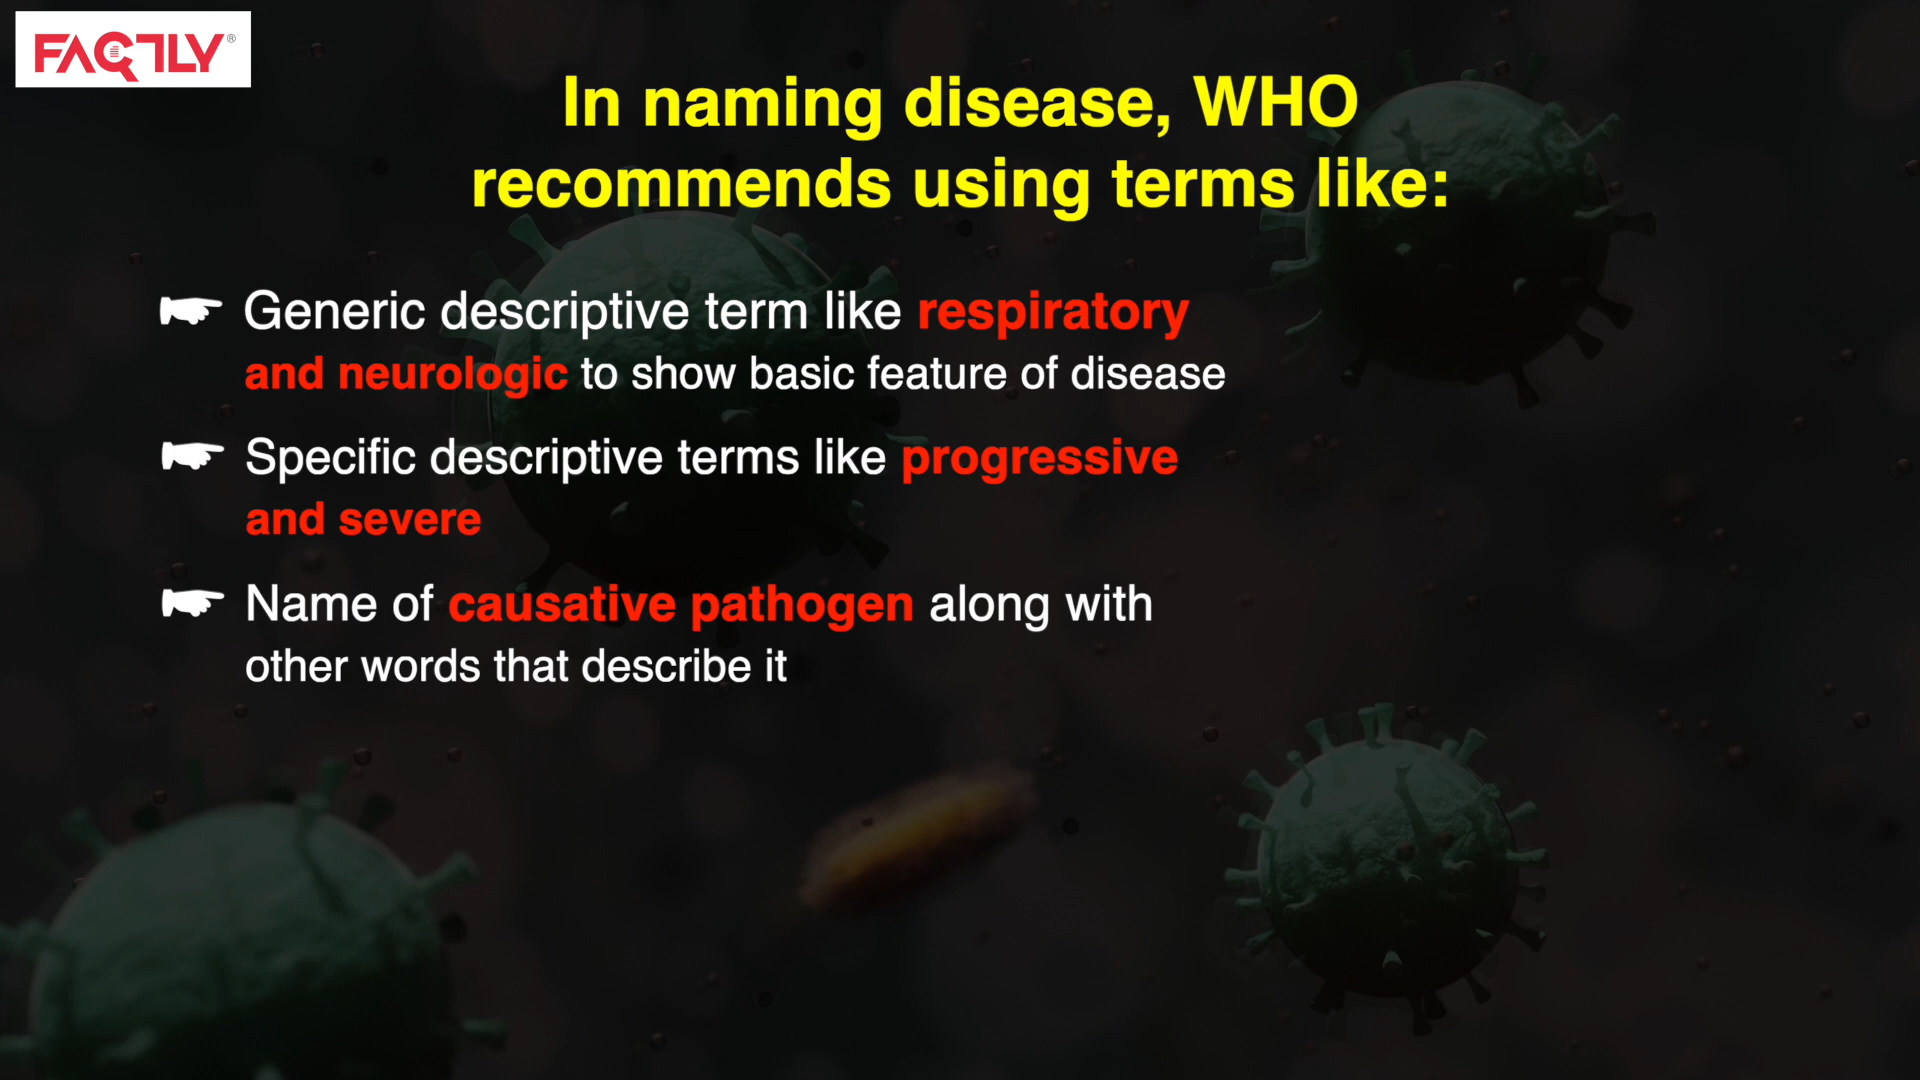 FACTLY®
In naming disease, WHO
recommends using terms like:
Generic descriptive term like respiratory
and neurologic to show basic feature of disease
Specific descriptive terms like progressive
and severe
Name of causative pathogen along with
other words that describe it